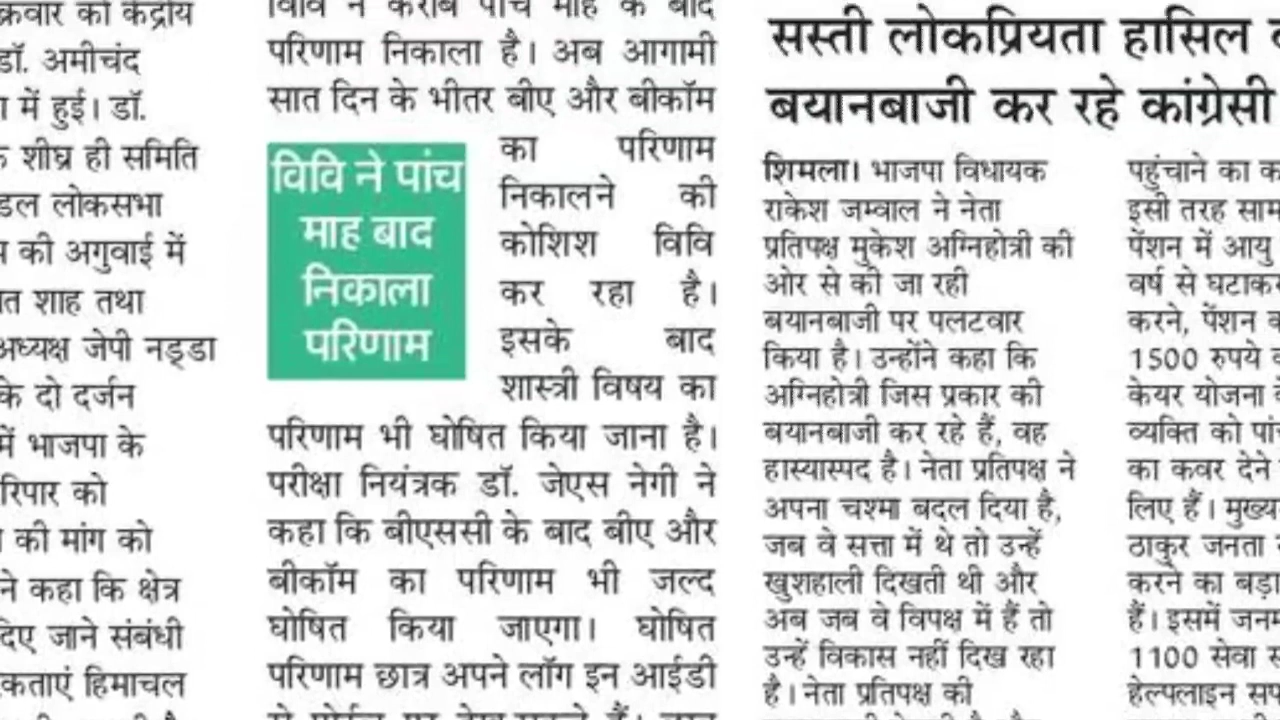 क्रवार को केंद्रीय
डॉ. अमीचंद
में हुई। डॉ.
शीघ्र ही समिति
लोकसभा
की अगुवाई में
शाह तथा
अध्यक्ष जेपी नड्डा
के दो दर्जन
में भाजपा के
को
की मांग को
ने कहा कि क्षेत्र
दिए जाने संबंधी
हिमाचल
विवि ने करीब पांच माह के बाद
परिणाम निकाला है। अब आगामी
सात दिन के भीतर बीए और बीकॉम
का परिणाम
निकालने की
कोशिश विवि
कर रहा है।
इसके बाद
शास्त्री विषय का
परिणाम भी घोषित किया जाना है।
परीक्षा नियंत्रक डॉ. जेएस नेगी ने
कहा कि बीएससी के बाद बीए और
बीकॉम का परिणाम भी जल्द
घोषित किया जाएगा। घोषित
परिणाम छात्र अपने लॉग इन आईडी
विवि ने पांच
माह बाद
निकाला
परिणाम
सस्ती लोकप्रियता हासिल
बयानबाजी कर रहे कांग्रेसी
शिमला। भाजपा विधायक
राकेश जम्वाल ने नेता
प्रतिपक्ष मुकेश अग्निहोत्री की
ओर से की जा रही
बयानबाजी पर पलटवार
किया है। उन्होंने कहा कि
अग्निहोत्री जिस प्रकार की
बयानबाजी कर रहे हैं, वह
हास्यास्पद है। नेता प्रतिपक्ष ने
अपना चश्मा बदल दिया है,
जब वे सत्ता में थे तो उन्हें
खुशहाली दिखती थी और
अब जब वे विपक्ष में हैं तो
उन्हें विकास नहीं दिख रहा
है। नेता प्रतिपक्ष की
पहुंचाने का
इसी तरह
पेंशन में आयु
वर्ष से घटाकर
करने, पेंशन
1500 रुपये
केयर योजना
व्यक्ति को
का कवर देने
लिए हैं।
ठाकुर जनता
करने का
हैं। इसमें
1100 सेवा
हेल्पलाइन